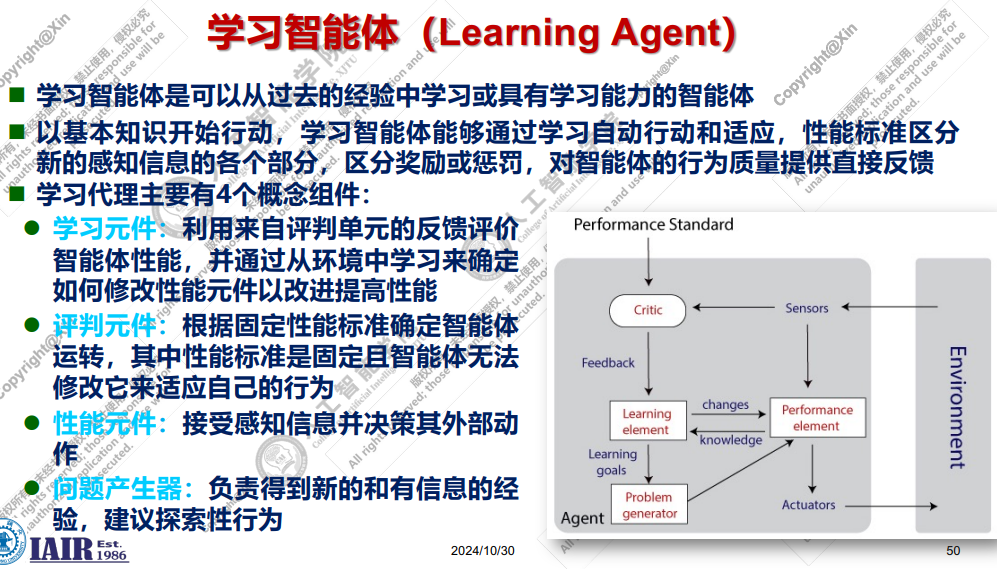 学习智能体（Learning Agent）
学习智能体是可以从过去的经验中学习或具有学习能力的智能体
以基本知识开始行动，学习智能体能够通过学习自动行动和适应，性能标准区分
新的感知信息的各个部分，区分奖励或惩罚，对智能体的行为质量提供直接反馈
学习代理主要有4个概念组件：
学习元件：利用来自评判单元的反馈评价
智能体性能，并通过从环境中学习来确定
如何修改性能元件以改进提高性能
评判元件：根据固定性能标准确定智能体
运转，其中性能标准是固定且智能体无法
修改它来适应自己的行为
性能元件：接受感知信息并决策其外部动
作
问题产生器：负责得到新的和有信息的经
验，建议探索性行为
Performance Standard
Critic
Sensors
Feedback
Learning
element
changes
knowledge
Performance
element
Learning
goals
Problem
generator
Agent
Actuators
Environment
IAIR Est.
1986
2024/10/30
50
Copyright@Xin